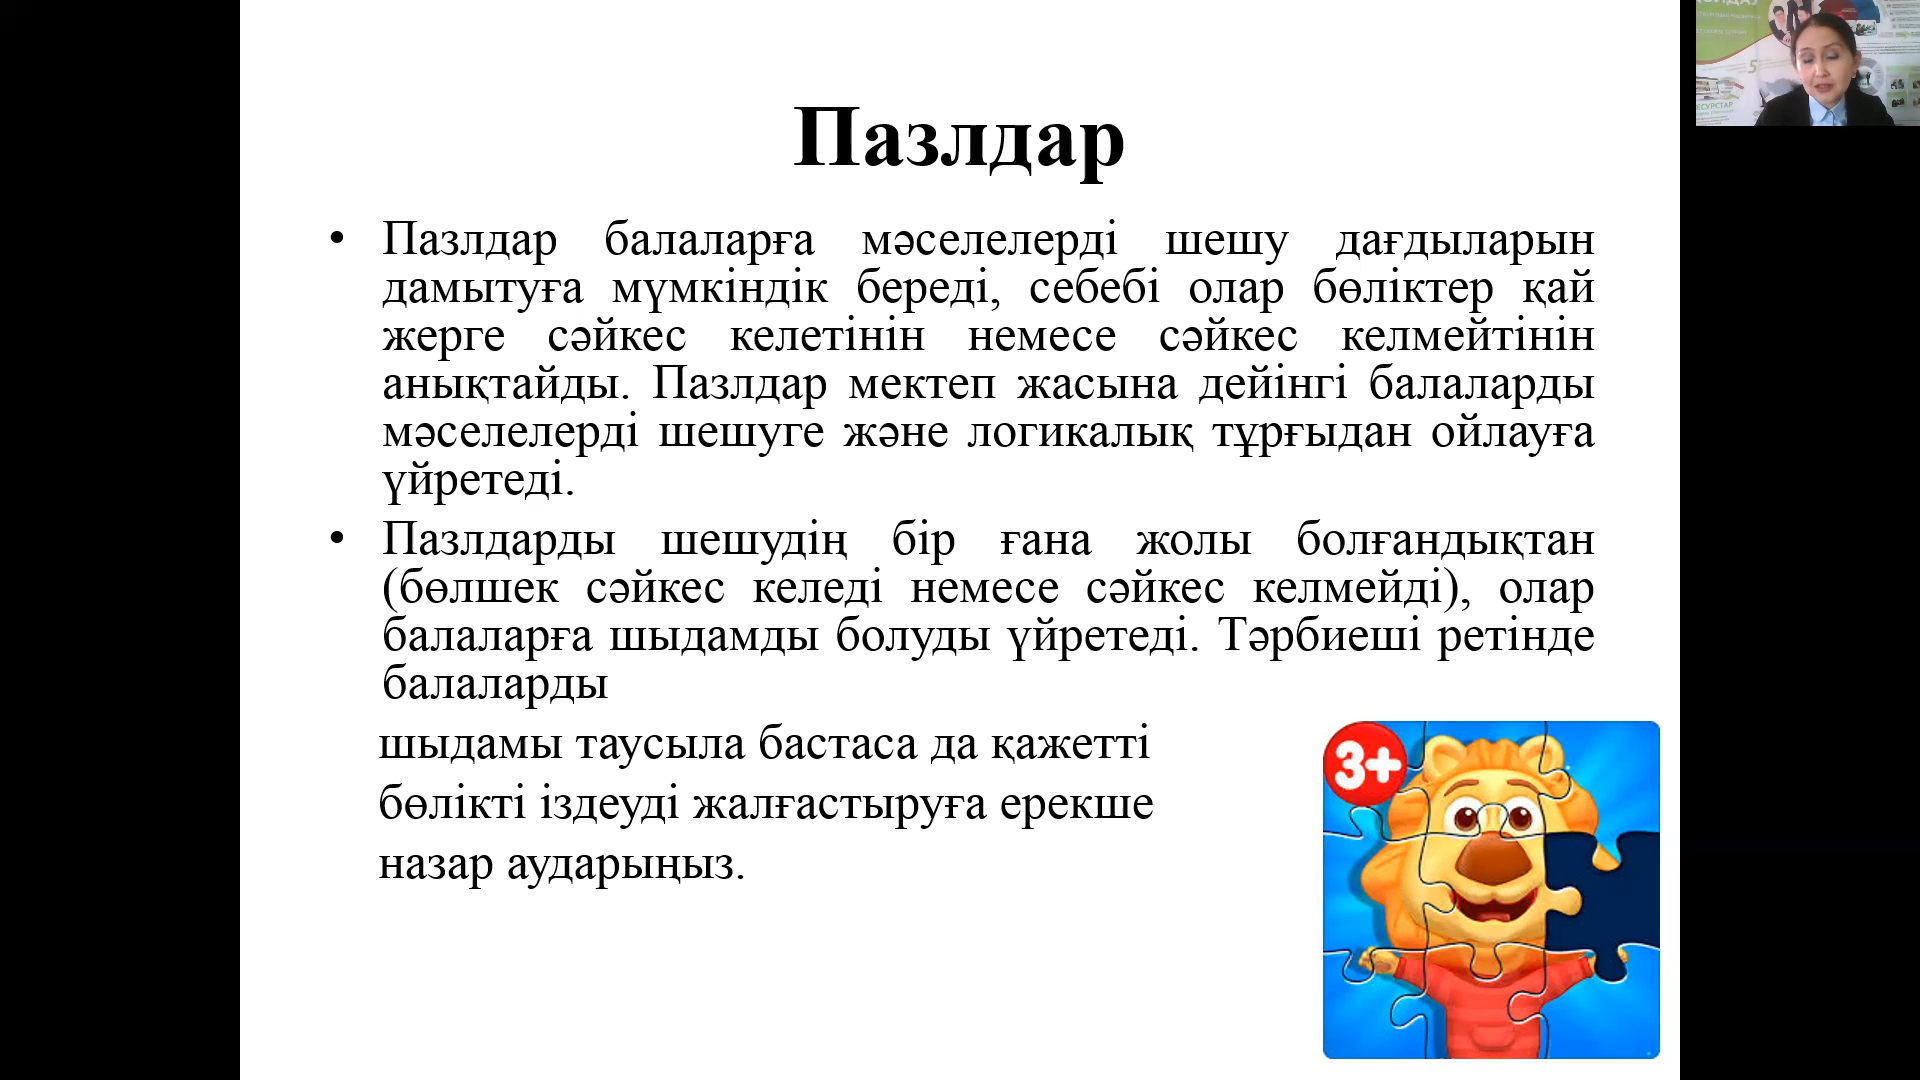 Пазлдар
• Пазлдар балаларға мәселелерді шешу дағдыларын
дамытуға мүмкіндік береді, себебі олар бөліктер қай
жерге сәйкес келетінін немесе сәйкес келмейтінін
анықтайды. Пазлдар мектеп жасына дейінгі балаларды
мәселелерді шешуге және логикалық тұрғыдан ойлауға
үйретеді.
• Пазлдарды шешудің бір ғана жолы болғандықтан
(бөлшек сәйкес келеді немесе сәйкес келмейді), олар
балаларға шыдамды болуды үйретеді. Тәрбиеші ретінде
балаларды
шыдамы таусыла бастаса да қажетті
бөлікті іздеуді жалғастыруға ерекше
назар аударыңыз.
3+
5